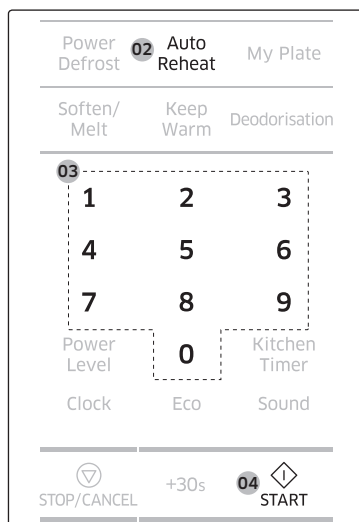 Power
Defrost
02 Auto
Reheat
My Plate
Soften/
Melt
Keep
Warm
Deodorisation
03
1 2 3
4 5 6
7 8 9
Power
Level
0
Kitchen
Timer
Clock Eco Sound
STOP/CANCEL
+30s
04
START